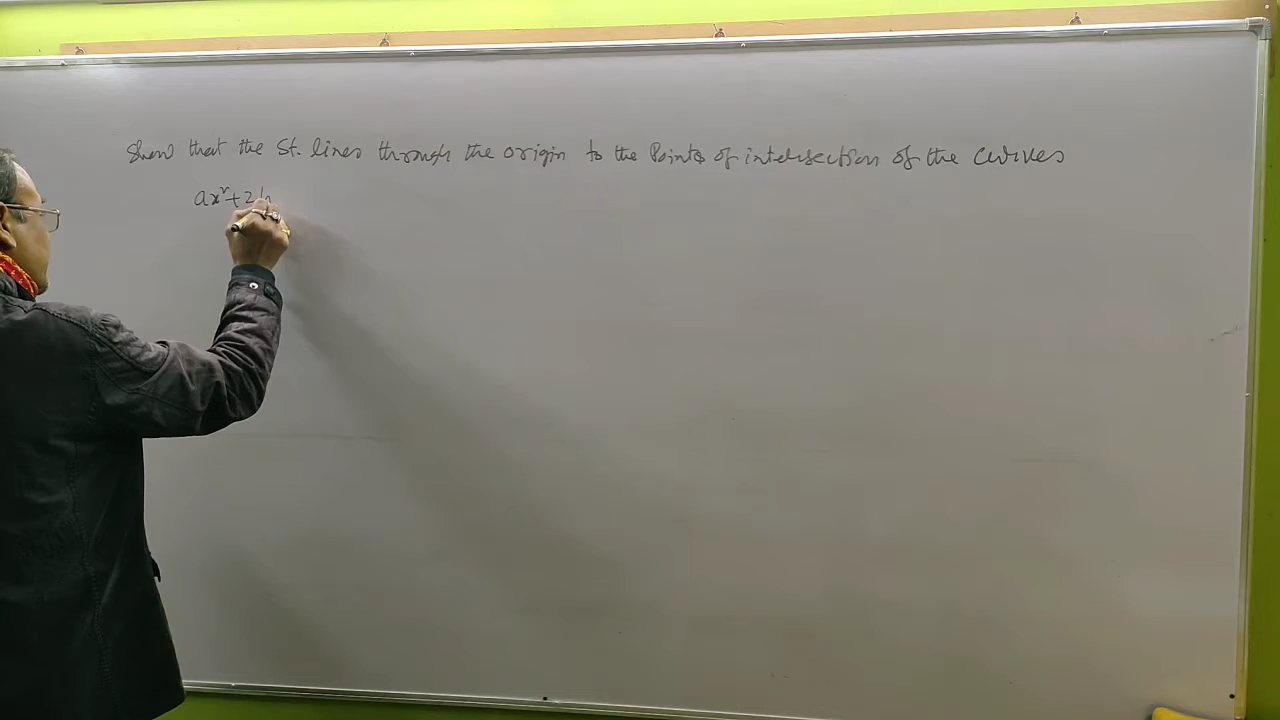 Show that the St. lines through the origin to the Points of intersection of the curves
ax²+2h